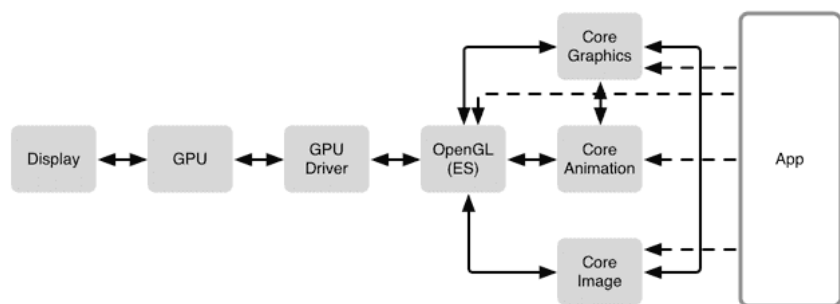 Core
Graphics
Display
GPU
GPU
Driver
OpenGL
(ES)
Core
Animation
App
Core
Image